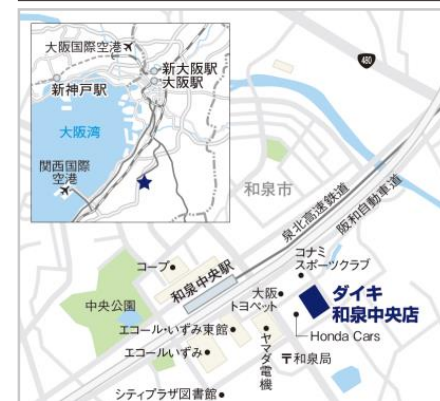 大阪国際空港
新大阪駅
大阪駅
新神戸駅
大阪湾
関西国際
空港
480
和泉市
泉北高速鉄道
阪和自動車道
コナミ
スポーツクラブ
コープ
和泉中央駅
中央公園
大阪
トヨペット
ダイキ
和泉中央店
エコール・いずみ東館
Honda Cars
エコールいずみ
ヤマダ電機
〒和泉局
シティプラザ図書館